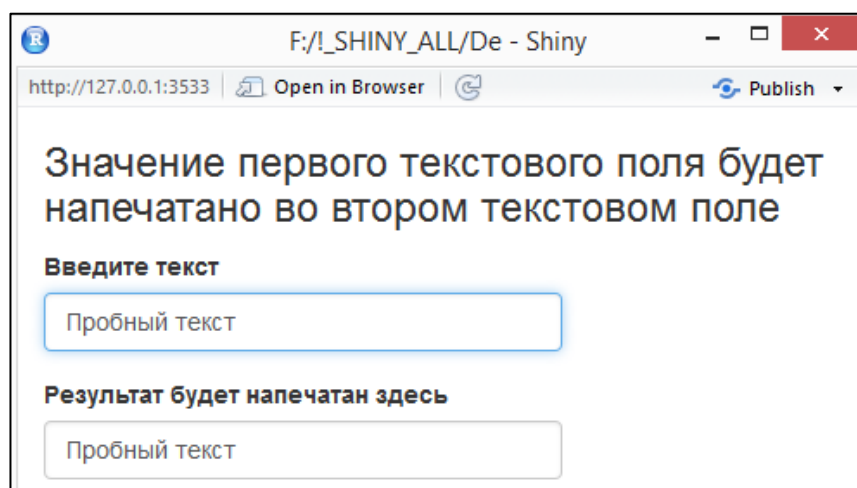 F:/!_SHINY_ALL/De - Shiny
http://127.0.0.1:3533 Open in Browser Publish
Значение первого текстового поля будет
напечатано во втором текстовом поле
Введите текст
Пробный текст
Результат будет напечатан здесь
Пробный текст